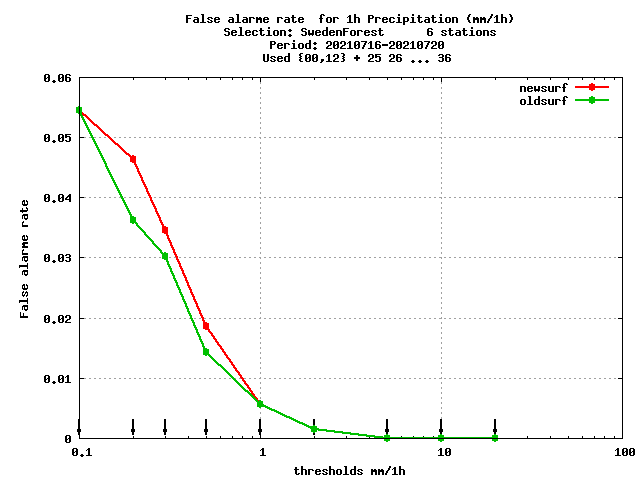 False alarme rate  for 1h Precipitation (mm/1h)
Selection: SwedenForest      6 stations
Period: 20210716-20210720
Used {00,12} + 25 26 ... 36
newsurf
oldsurf
0.06
0.05
0.04
0.03
0.02
0.01
0
False alarme rate
0.1
1
10
100
thresholds mm/1h